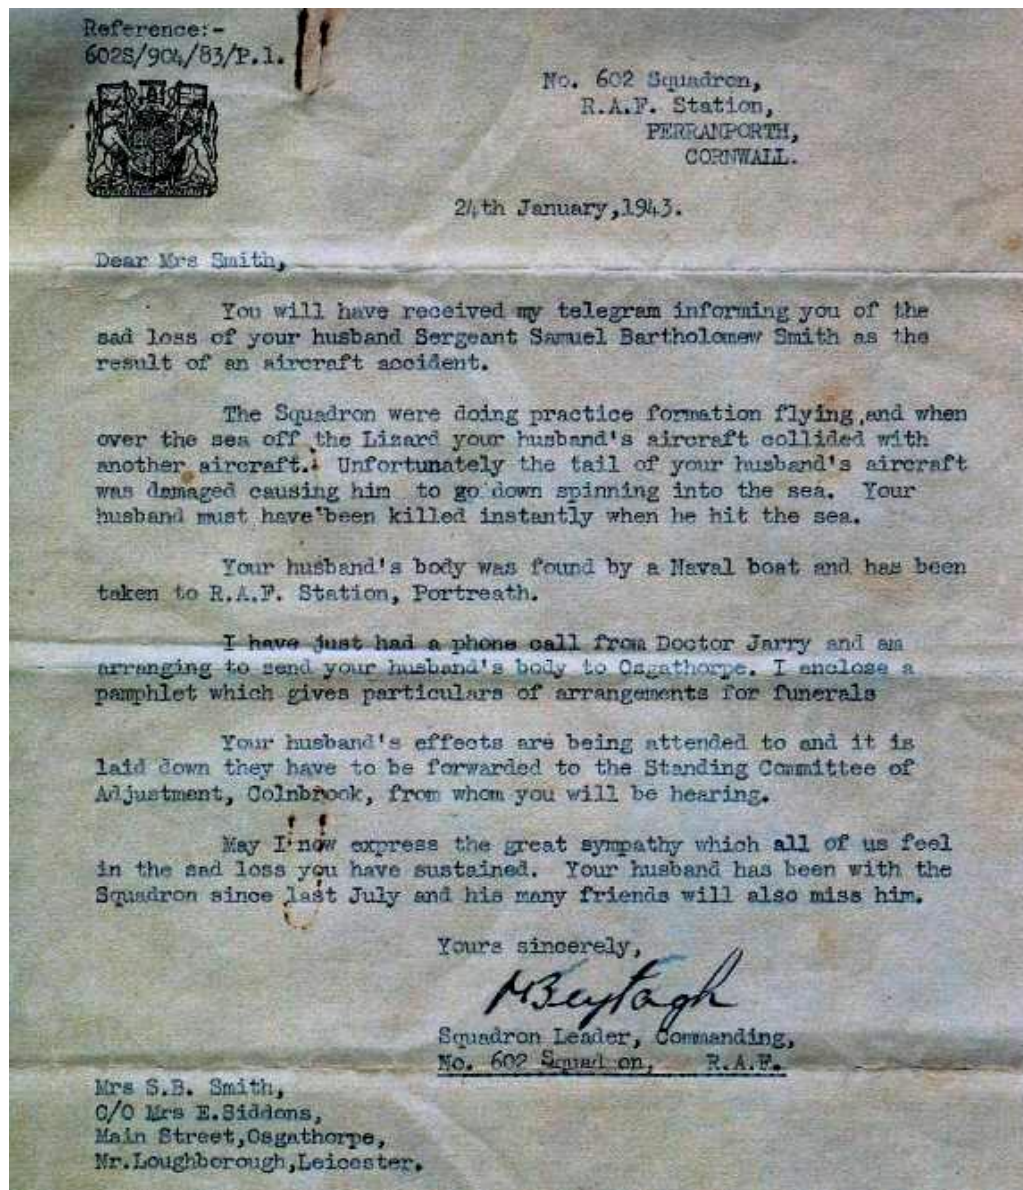 Reference:-
602S/904/83/P.1.
No. 602 Squadron,
R.A.F. Station,
PERRANPORTH,
CORNWALL.
24th January,1943.
Dear Mrs Smith,
You will have received my telegram informing you of the
sad loss of your husband Sergeant Samuel Bartholomew Smith as the
result of an aircraft accident.
The Squadron were doing practice formation flying,and when
over the sea off the Lizard your husband's aircraft collided with
another aircraft. Unfortunately the tail of your husband's aircraft
was damaged causing him to go down spinning into the sea. Your
husband must have been killed instantly when he hit the sea.
Your husband's body was found by a Naval boat and has been
taken to R.A.F. Station, Portreath.
I have just had a phone call from Doctor Jarry and am
arranging to send your husband's body to Osgathorpe. I enclose a
pamphlet which gives particulars of arrangements for funerals
Your husband's effects are being attended to and it is
laid down they have to be forwarded to the Standing Committee of
Adjustment, Colnbrook, from whom you will be hearing.
May I now express the great sympathy which all of us feel
in the sad loss you have sustained. Your husband has been with the
Squadron since last July and his many friends will also miss him.
Yours sincerely,
MBeytagh
Squadron Leader, Commanding,
No. 602 Squadron, R.A.F.
Mrs S.B. Smith,
C/O Mrs E.Siddons,
Main Street,Osgathorpe,
Nr.Loughborough,Leicester.